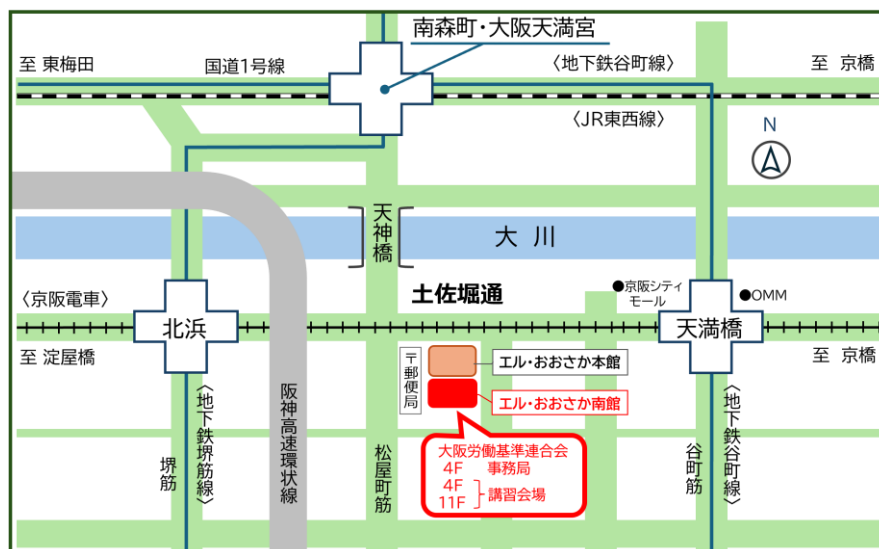 南森町・大阪天満宮
至 東梅田
国道1号線
〈地下鉄谷町線〉
至 京橋
〈JR東西線〉
N
天神橋
大川
〈京阪電車〉
土佐堀通
●京阪シティ
モール
●OMM
北浜
天満橋
至 淀屋橋
〒郵便局
エル・おおさか本館
至 京橋
エル・おおさか南館
〈地下鉄堺筋線〉
堺筋
阪神高速環状線
松屋町筋
大阪労働基準連合会
4F 事務局
4F
11F
講習会場
谷町筋
〈地下鉄谷町線〉